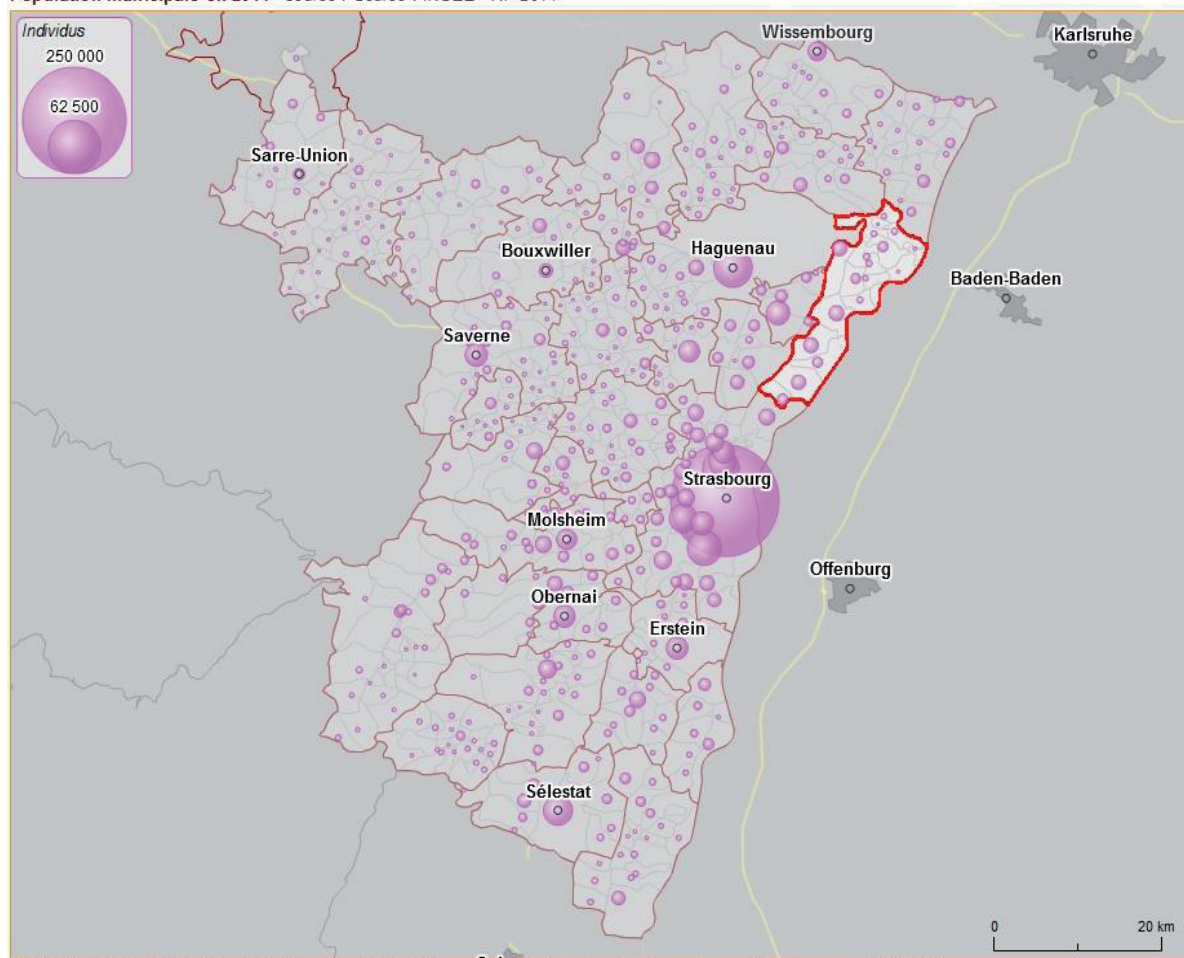 Individus
250 000
62 500
Wissembourg
Karlsruhe
Sarre-Union
Bouxwiller
Haguenau
Baden-Baden
Saverne
Strasbourg
Molsheim
Offenburg
Obernai
Erstein
Sélestat
0 20 km